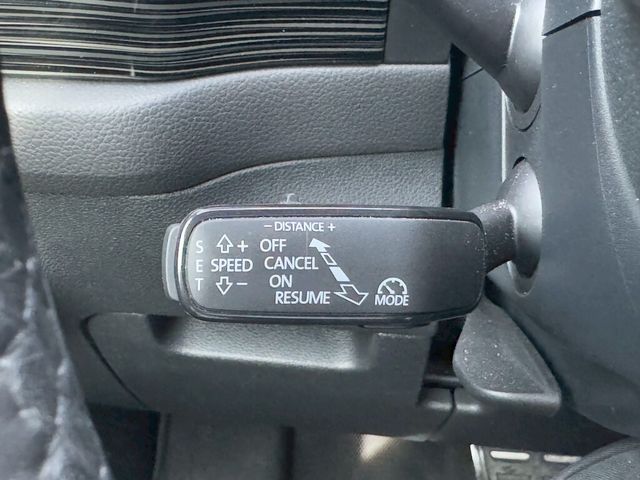 - DISTANCE +
S + OFF
E SPEED CANCEL
T - ON
RESUME MODE